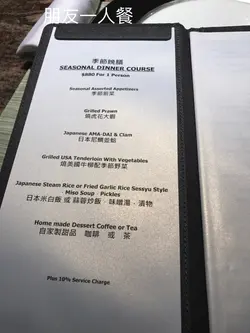 朋友一人餐
季節晚膳
SEASONAL DINNER COURSE
$880 For 1 Person
Seasonal Assorted Appetizers
季節前菜
Grilled Prawn
燒虎花大蝦
Japanese AMA-DAI & Clam
日本尼鯛並蛤
Grilled USA Tenderloin With Vegetables
燒美國牛柳配季節野菜
Japanese Steam Rice or Fried Garlic Rice Sessyu Style
Miso Soup Pickles
日本米白飯 或 蒜蓉炒飯 · 味噌湯 · 漬物
Home made Dessert Coffee or Tea
自家製甜品 咖啡 或 茶
Plus 10% Service Charge